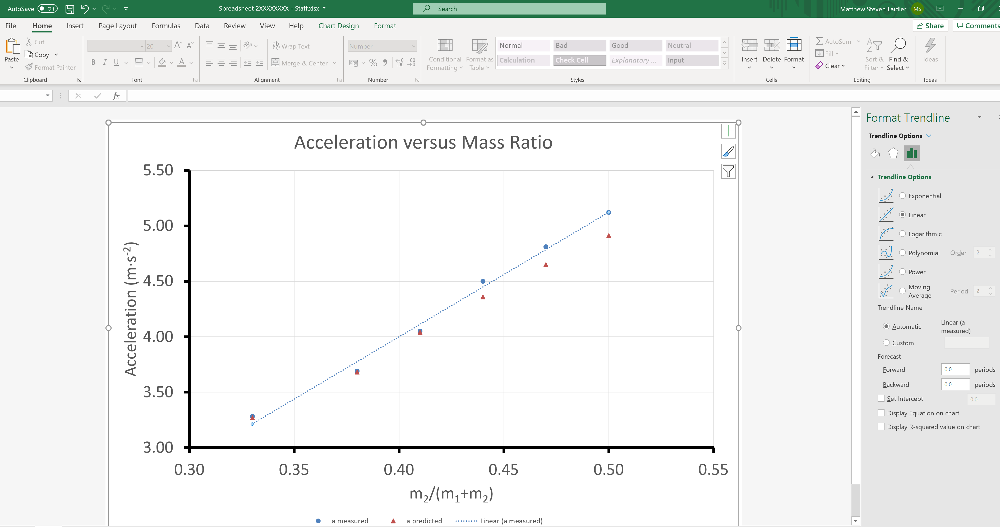 AutoSave Off Spreadsheet 2XXXXXXXX - Staff.xlsx Search Matthew Steven Laidler MS
File Home Insert Page Layout Formulas Data Review View Help Chart Design Format Share Comments
Paste Cut
Copy
Format Painter
Clipboard
20
B I U A
Font
Wrap Text
Merge & Center
Alignment
Number
% .00
Number
Conditional Formatting
Format as Table
Normal Bad Good Neutral
Calculation Check Cell Explanatory ... Input
Styles
Insert Delete Format
Cells
AutoSum
Fill
Clear
Sort & Filter
Find & Select
Editing
Ideas
Ideas
fx
Acceleration versus Mass Ratio
Acceleration (m·s-2)
5.50
5.00
4.50
4.00
3.50
3.00
0.30 0.35 0.40 0.45 0.50 0.55
m2/(m1+m2)
a measured a predicted Linear (a measured)
Format Trendline
Trendline Options
Trendline Options
Exponential
Linear
Logarithmic
Polynomial Order 2
Power
Moving Average Period 2
Trendline Name
Automatic Linear (a measured)
Custom
Forecast
Forward 0.0 periods
Backward 0.0 periods
Set Intercept 0.0
Display Equation on chart
Display R-squared value on chart